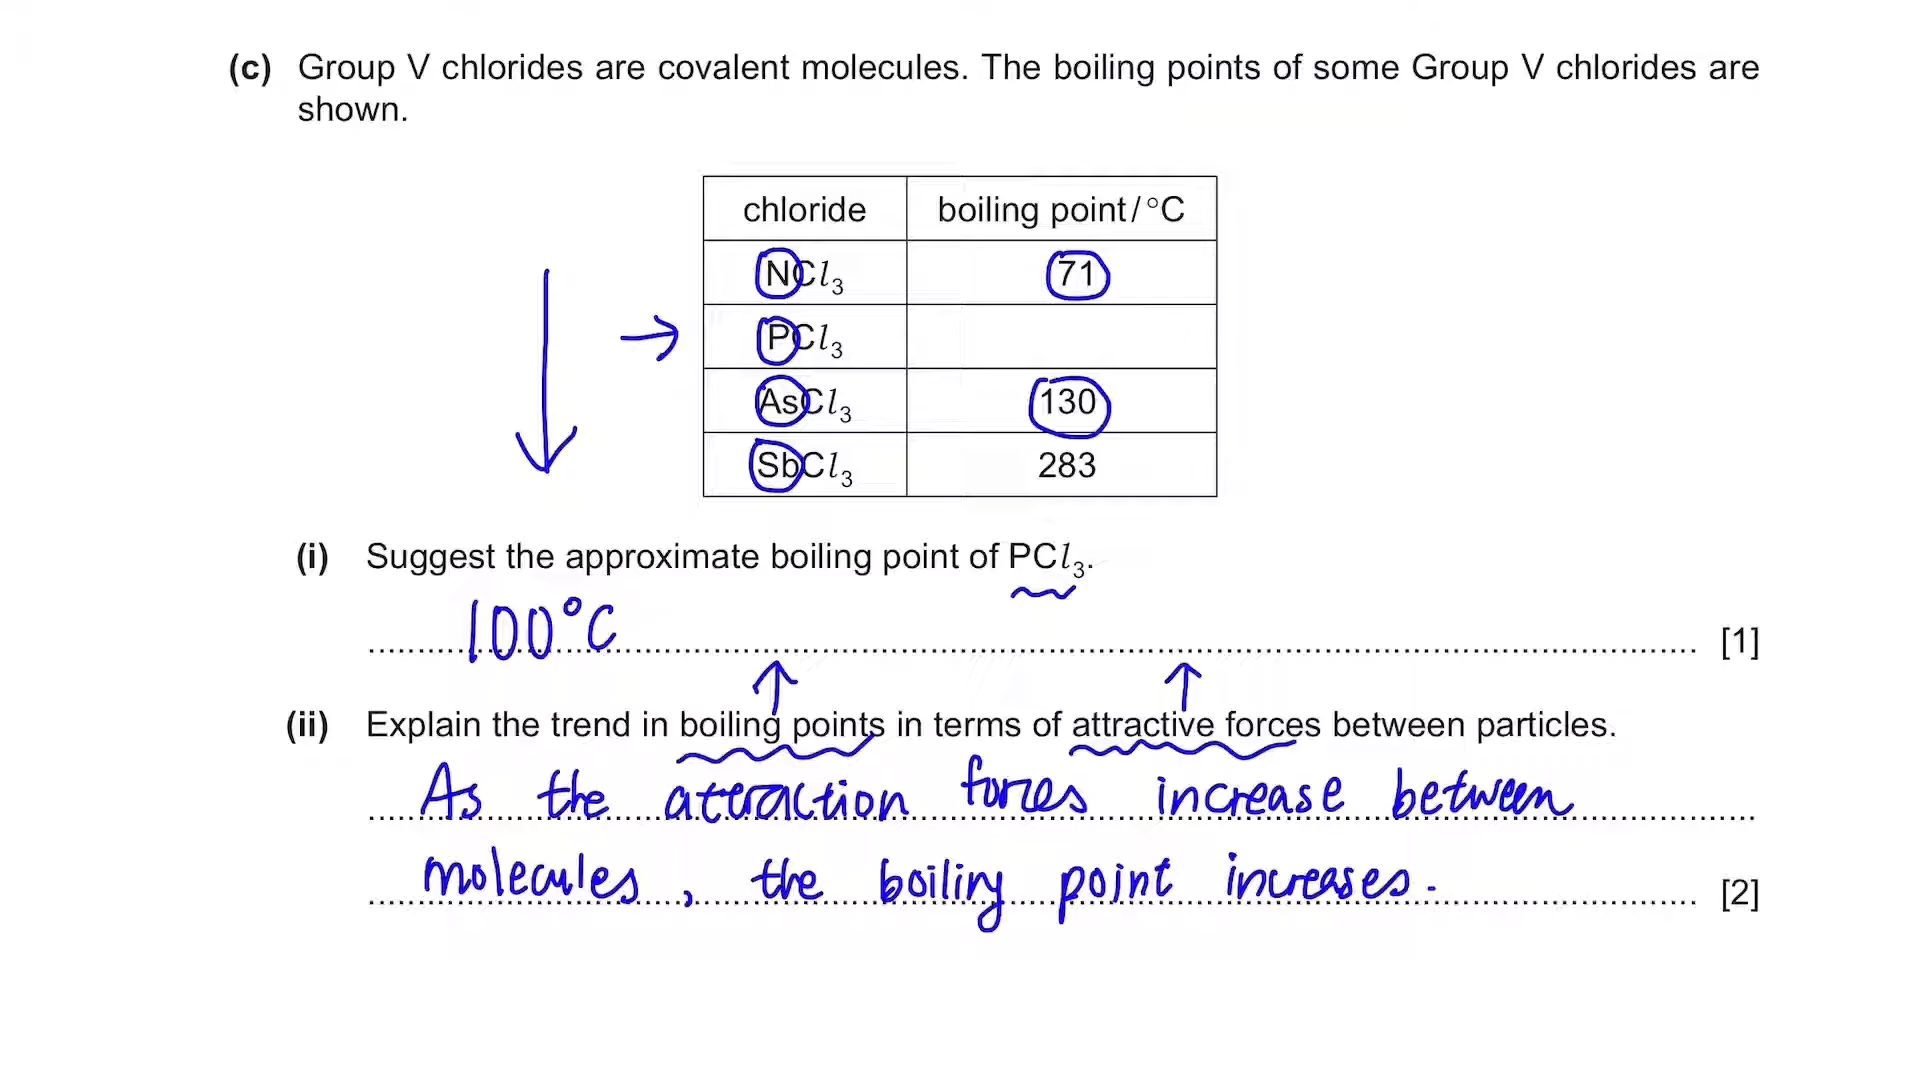 (c) Group V chlorides are covalent molecules. The boiling points of some Group V chlorides are
shown.
chloride boiling point / °C
NCl3 71
PCl3
AsCl3 130
SbCl3 283
(i) Suggest the approximate boiling point of PCl3.
100°C [1]
(ii) Explain the trend in boiling points in terms of attractive forces between particles.
As the attraction forces increase between
molecules, the boiling point increases. [2]